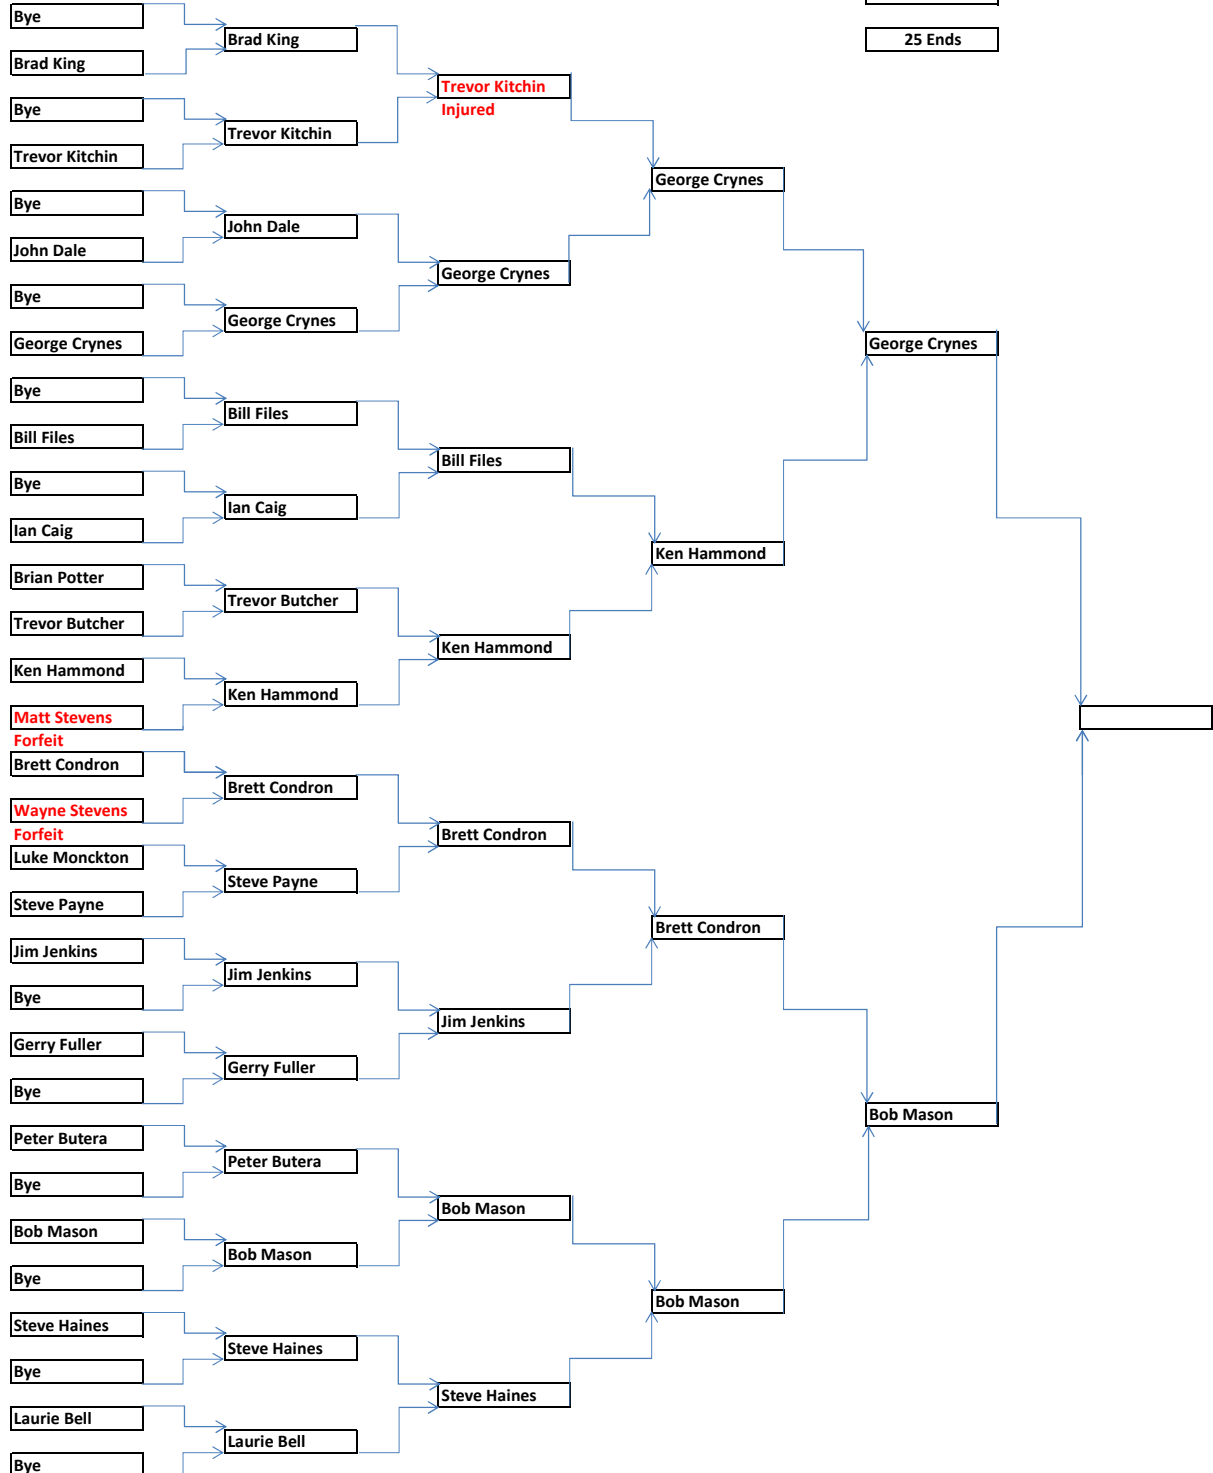 Bye
Brad King
25 Ends
Brad King
Trevor Kitchin
Bye
Injured
Trevor Kitchin
Trevor Kitchin
George Crynes
Bye
John Dale
John Dale
George Crynes
Bye
George Crynes
George Crynes
George Crynes
Bye
Bill Files
Bill Files
Bill Files
Bye
Ian Caig
Ian Caig
Ken Hammond
Brian Potter
Trevor Butcher
Trevor Butcher
Ken Hammond
Ken Hammond
Ken Hammond
Matt Stevens
Forfeit
Brett Condron
Brett Condron
Wayne Stevens
Forfeit
Brett Condron
Luke Monckton
Steve Payne
Steve Payne
Brett Condron
Jim Jenkins
Jim Jenkins
Bye
Jim Jenkins
Gerry Fuller
Gerry Fuller
Bye
Bob Mason
Peter Butera
Peter Butera
Bye
Bob Mason
Bob Mason
Bob Mason
Bye
Bob Mason
Steve Haines
Steve Haines
Bye
Steve Haines
Laurie Bell
Laurie Bell
Bye